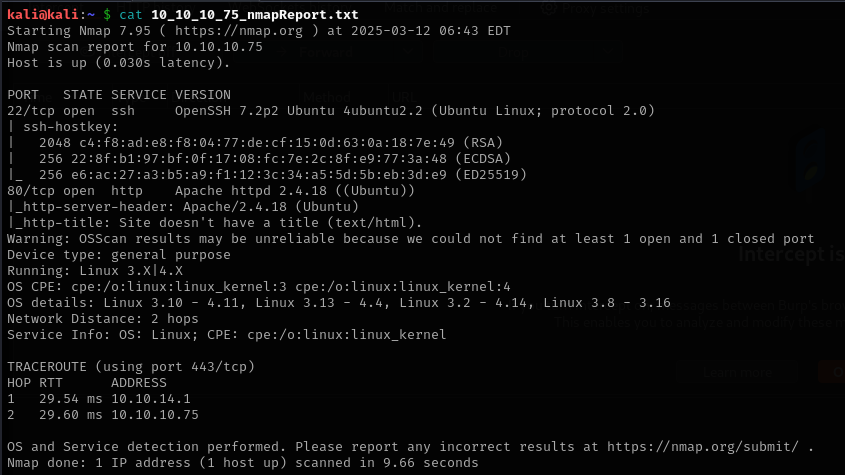 kali@kali:~ $ cat 10_10_10_75_nmapReport.txt
Starting Nmap 7.95 ( https://nmap.org ) at 2025-03-12 06:43 EDT
Nmap scan report for 10.10.10.75
Host is up (0.030s latency).
PORT   STATE SERVICE VERSION
22/tcp open  ssh     OpenSSH 7.2p2 Ubuntu 4ubuntu2.2 (Ubuntu Linux; protocol 2.0)
| ssh-hostkey:
|   2048 c4:f8:ad:e8:f8:04:77:de:cf:15:0d:63:0a:18:7e:49 (RSA)
|   256 22:8f:b1:97:bf:0f:17:08:fc:7e:2c:8f:e9:77:3a:48 (ECDSA)
|_  256 e6:ac:27:a3:b5:a9:f1:12:3c:34:a5:5d:5b:eb:3d:e9 (ED25519)
80/tcp open  http    Apache httpd 2.4.18 ((Ubuntu))
|_http-server-header: Apache/2.4.18 (Ubuntu)
|_http-title: Site doesn't have a title (text/html).
Warning: OSScan results may be unreliable because we could not find at least 1 open and 1 closed port
Device type: general purpose
Running: Linux 3.X|4.X
OS CPE: cpe:/o:linux:linux_kernel:3 cpe:/o:linux:linux_kernel:4
OS details: Linux 3.10 - 4.11, Linux 3.13 - 4.4, Linux 3.2 - 4.14, Linux 3.8 - 3.16
Network Distance: 2 hops
Service Info: OS: Linux; CPE: cpe:/o:linux:linux_kernel
TRACEROUTE (using port 443/tcp)
HOP RTT      ADDRESS
1   29.54 ms 10.10.14.1
2   29.60 ms 10.10.10.75
OS and Service detection performed. Please report any incorrect results at https://nmap.org/submit/ .
Nmap done: 1 IP address (1 host up) scanned in 9.66 seconds
Intercept is
Learn more